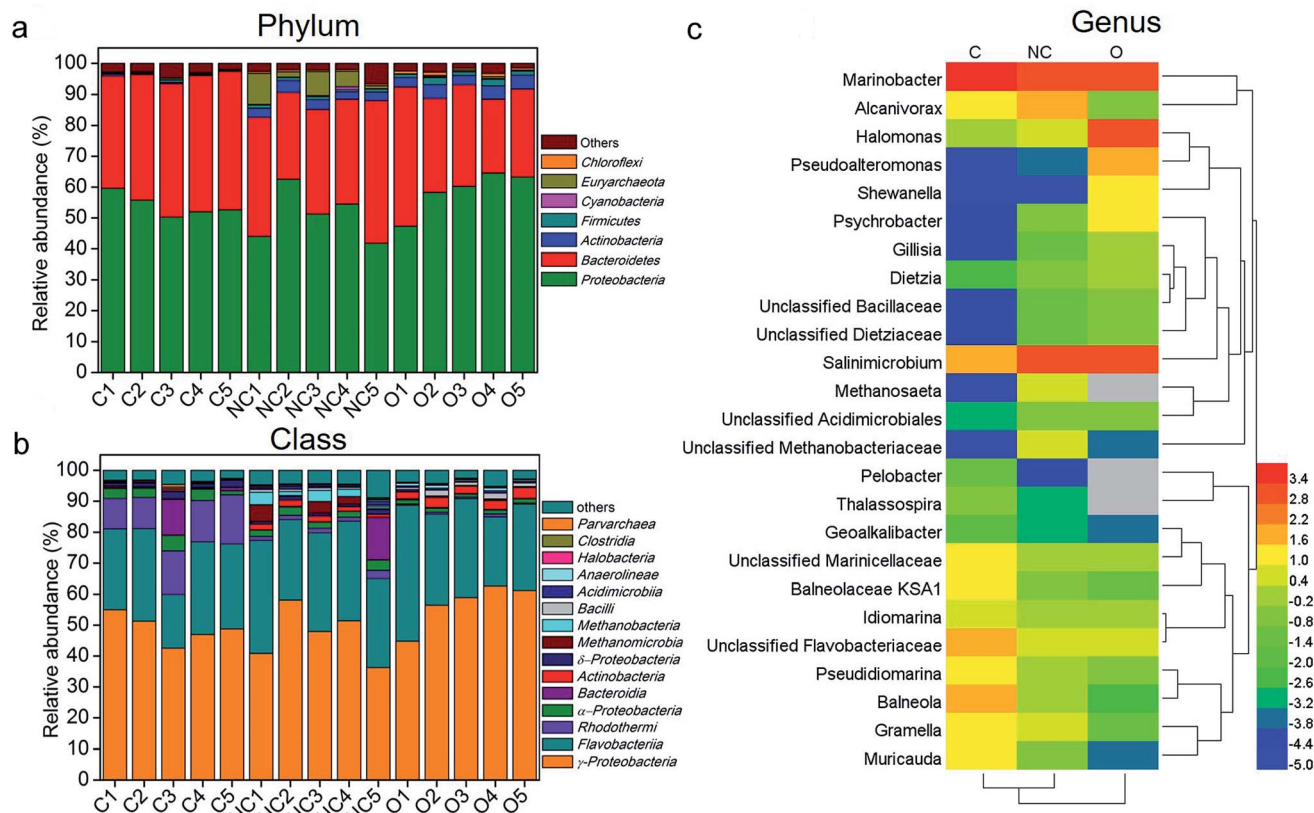 a
Phylum
Relative abundance (%)
100
90
80
70
60
50
40
30
20
10
0
C1 C2 C3 C4 C5 NC1 NC2 NC3 NC4 NC5 O1 O2 O3 O4 O5
Others
Chloroflexi
Euryarchaeota
Cyanobacteria
Firmicutes
Actinobacteria
Bacteroidetes
Proteobacteria
b
Class
Relative abundance (%)
100
90
80
70
60
50
40
30
20
10
0
C1 C2 C3 C4 C5 NC1 NC2 NC3 NC4 NC5 O1 O2 O3 O4 O5
others
Parvarchaea
Clostridia
Halobacteria
Anaerolineae
Acidimicrobiia
Bacilli
Methanobacteria
Methanomicrobia
δ–Proteobacteria
Actinobacteria
Bacteroidia
α–Proteobacteria
Rhodothermi
Flavobacteriia
γ-Proteobacteria
c
Genus
C NC O
Marinobacter
Alcanivorax
Halomonas
Pseudoalteromonas
Shewanella
Psychrobacter
Gillisia
Dietzia
Unclassified Bacillaceae
Unclassified Dietziaceae
Salinimicrobium
Methanosaeta
Unclassified Acidimicrobiales
Unclassified Methanobacteriaceae
Pelobacter
Thalassospira
Geoalkalibacter
Unclassified Marinicellaceae
Balneolaceae KSA1
Idiomarina
Unclassified Flavobacteriaceae
Pseudidiomarina
Balneola
Gramella
Muricauda
3.4
2.8
2.2
1.6
1.0
0.4
-0.2
-0.8
-1.4
-2.0
-2.6
-3.2
-3.8
-4.4
-5.0